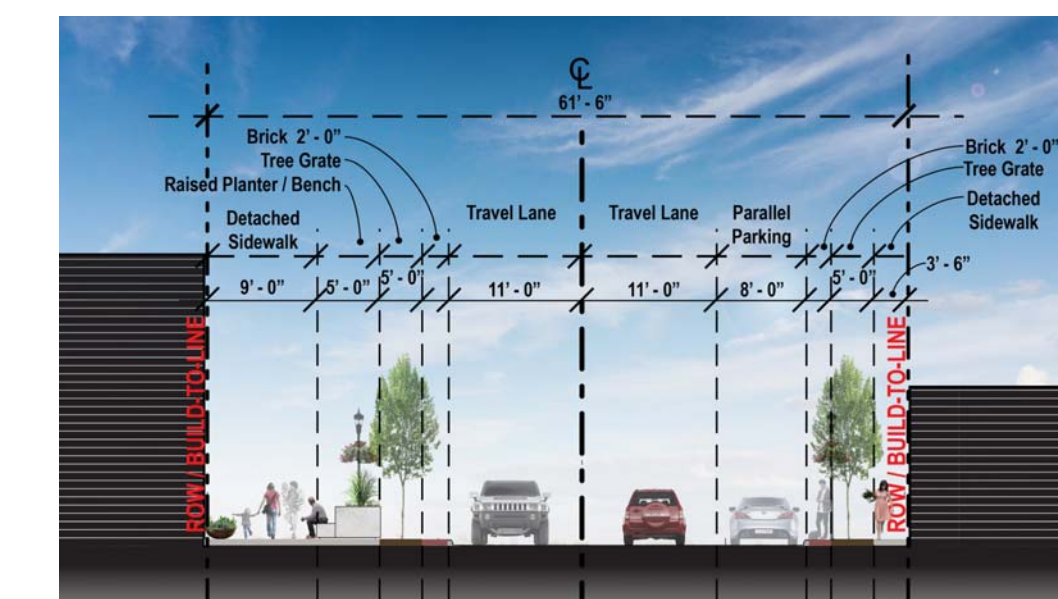 ℄
61' - 6”
Brick 2' - 0”
Tree Grate
Raised Planter / Bench
Detached
Sidewalk
Travel Lane
Travel Lane
Parallel
Parking
Brick 2' - 0”
Tree Grate
Detached
Sidewalk
9' - 0”
5' - 0”
5' - 0”
11' - 0”
11' - 0”
8' - 0”
5' - 0”
3' - 6”
ROW / BUILD-TO-LINE
ROW / BUILD-TO-LINE